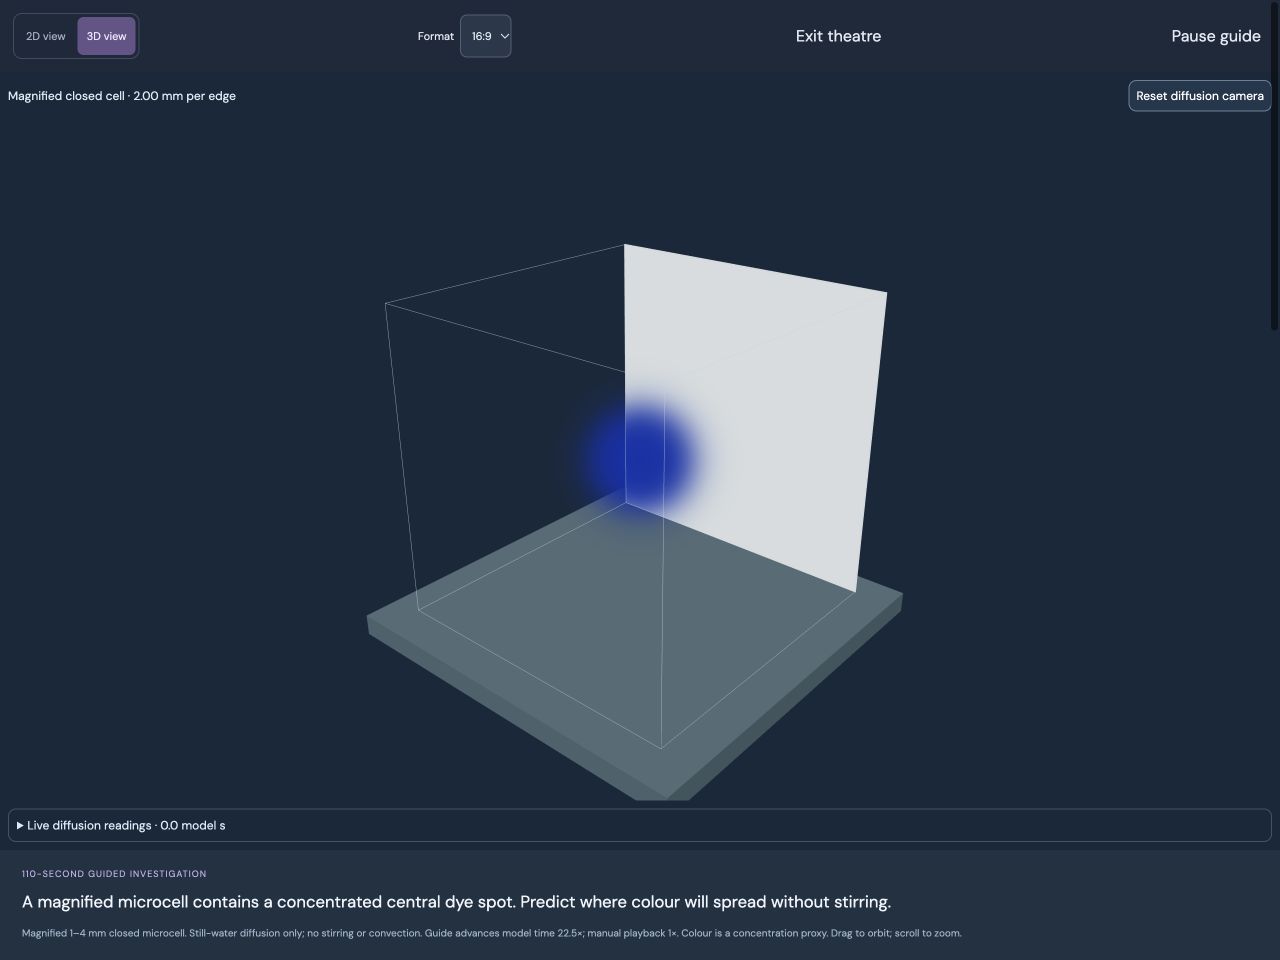 2D view
3D view
Format
16:9
Exit theatre
Pause guide
Magnified closed cell · 2.00 mm per edge
Reset diffusion camera
Live diffusion readings · 0.0 model s
110-SECOND GUIDED INVESTIGATION
A magnified microcell contains a concentrated central dye spot. Predict where colour will spread without stirring.
Magnified 1–4 mm closed microcell. Still-water diffusion only; no stirring or convection. Guide advances model time 22.5×; manual playback 1×. Colour is a concentration proxy. Drag to orbit; scroll to zoom.